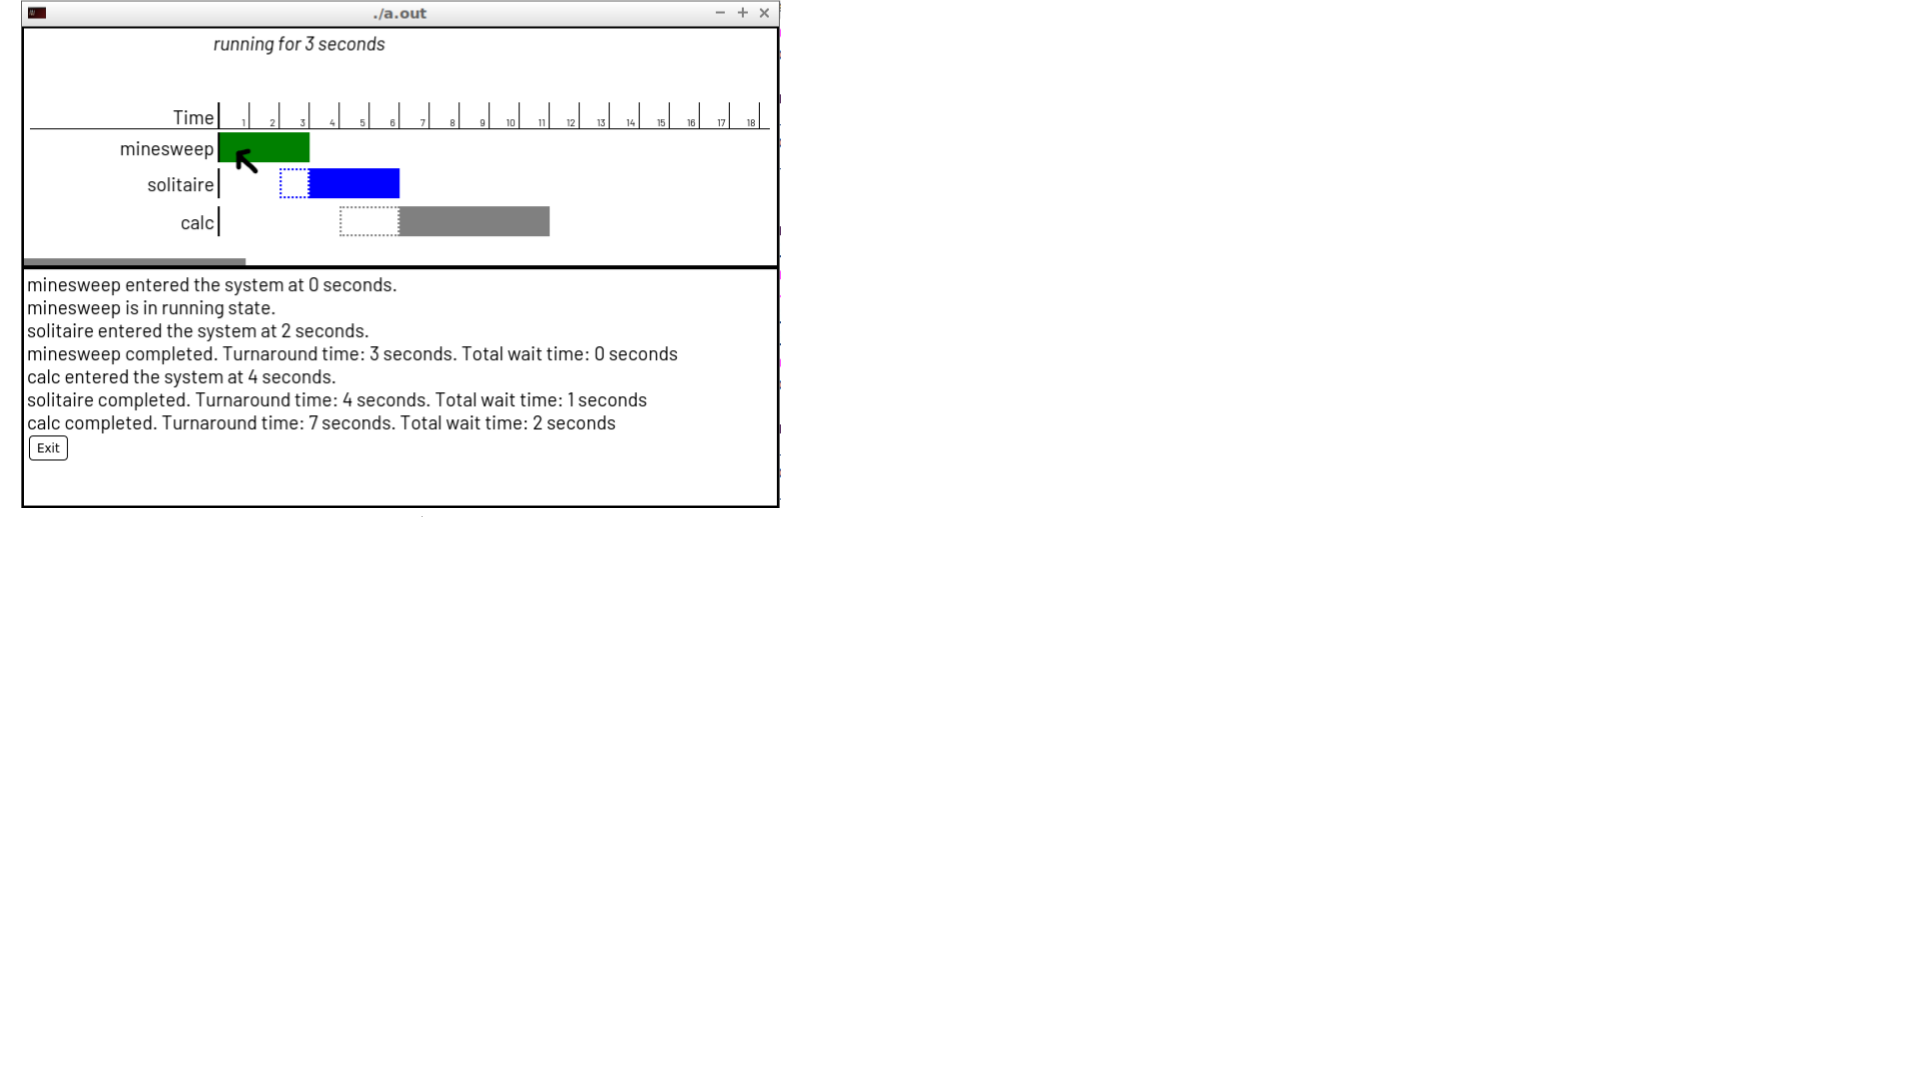 ./a.out
running for 3 seconds
Time 1 2 3 4 5 6 7 8 9 10 11 12 13 14 15 16 17 18
minesweep
solitaire
calc
minesweep entered the system at 0 seconds.
minesweep is in running state.
solitaire entered the system at 2 seconds.
minesweep completed. Turnaround time: 3 seconds. Total wait time: 0 seconds
calc entered the system at 4 seconds.
solitaire completed. Turnaround time: 4 seconds. Total wait time: 1 seconds
calc completed. Turnaround time: 7 seconds. Total wait time: 2 seconds
Exit